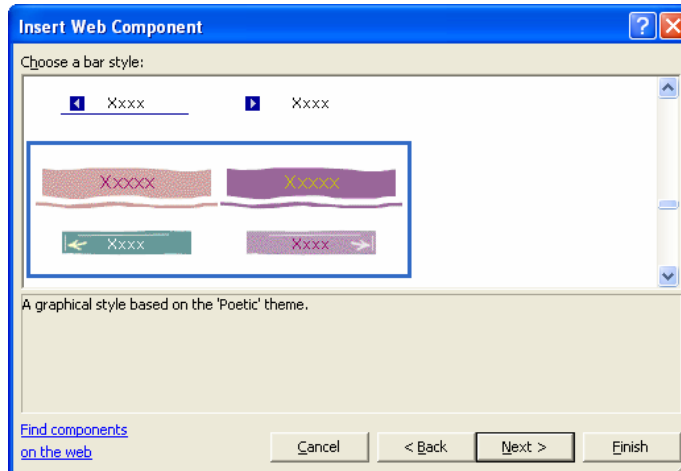 Insert Web Component
Choose a bar style:
Xxxx Xxxx
Xxxxx Xxxxx
Xxxx Xxxx
A graphical style based on the 'Poetic' theme.
Find components
on the web
Cancel < Back Next > Finish